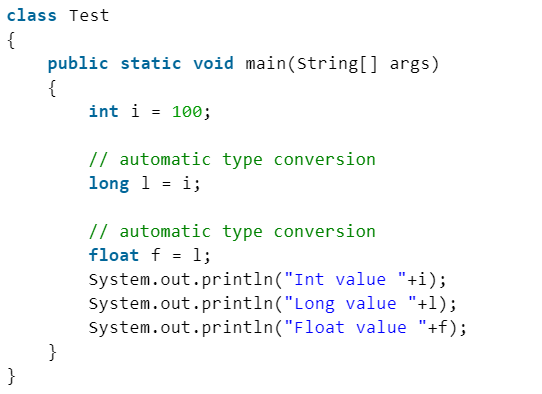 class Test
{
    public static void main(String[] args)
    {
        int i = 100;

        // automatic type conversion
        long l = i;

        // automatic type conversion
        float f = l;
        System.out.println("Int value "+i);
        System.out.println("Long value "+l);
        System.out.println("Float value "+f);
    }
}